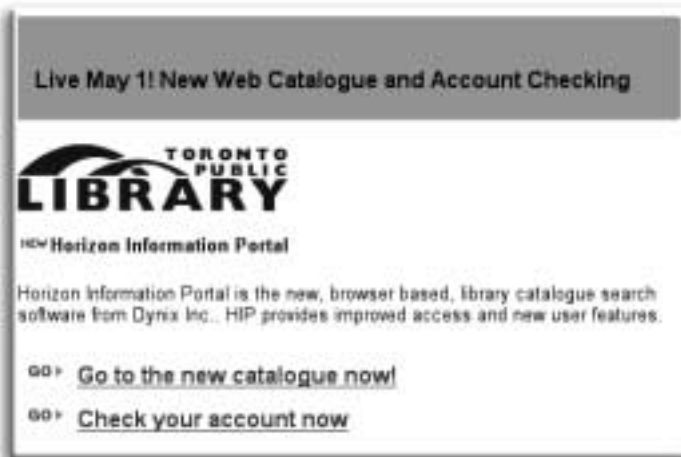 Live May 1! New Web Catalogue and Account Checking
TORONTO
PUBLIC
LIBRARY
NEW Horizon Information Portal
Horizon Information Portal is the new, browser based, library catalogue search
software from Dynix Inc.. HIP provides improved access and new user features.
GO Go to the new catalogue now!
GO Check your account now